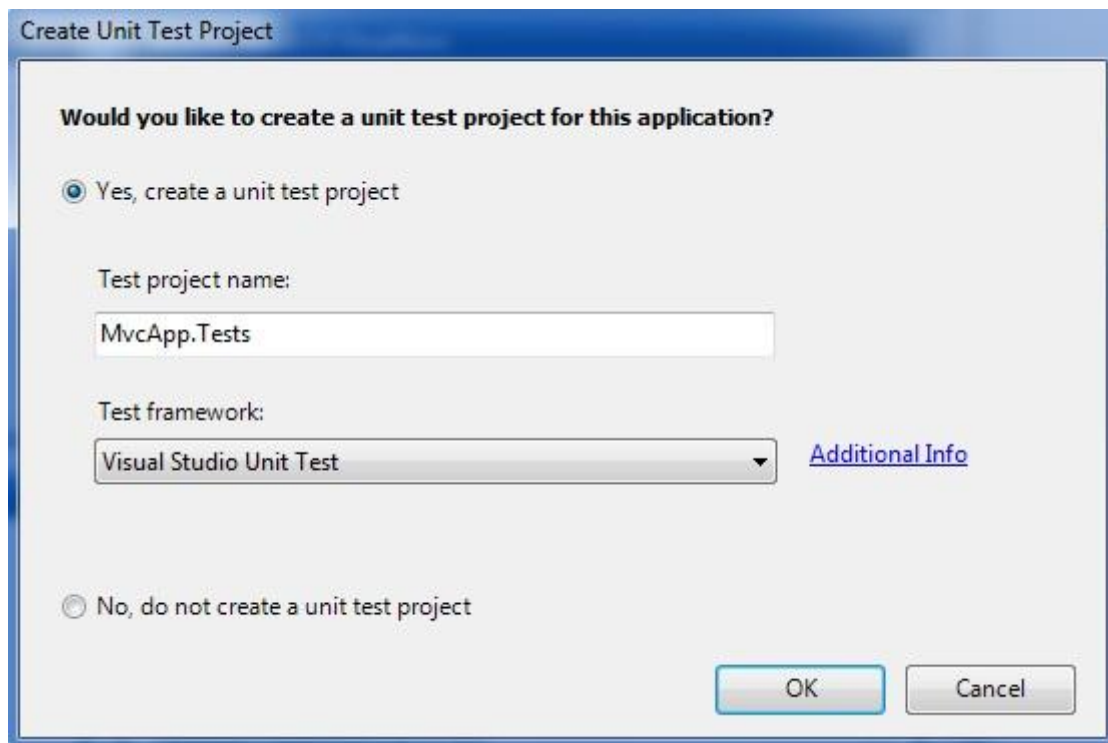 Create Unit Test Project
Would you like to create a unit test project for this application?
Yes, create a unit test project
Test project name:
MvcApp.Tests
Test framework:
Visual Studio Unit Test
Additional Info
No, do not create a unit test project
OK
Cancel